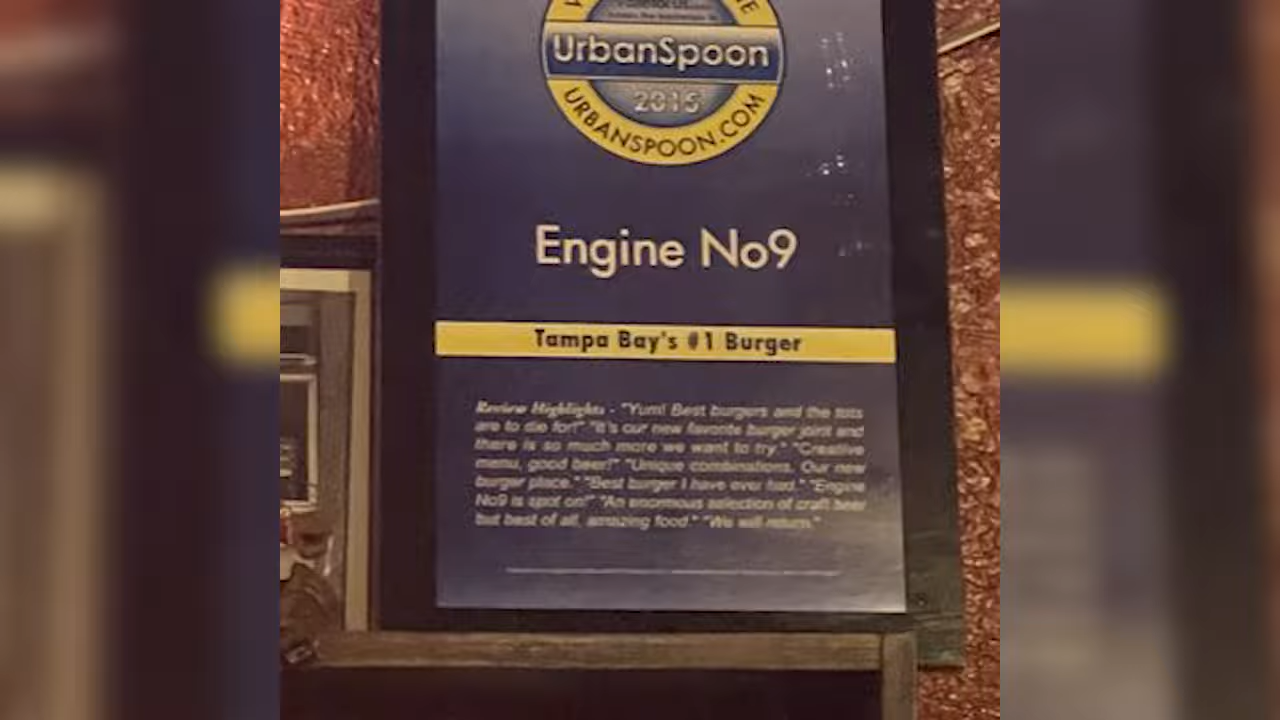 UrbanSpoon
2015
URBANSPOON.COM
Engine No9
Tampa Bay's #1 Burger
Review Highlights - "Yum! Best burgers and the tots
are to die for!" "It's our new favorite burger joint and
there is so much more we want to try." "Creative
menu, good beer!" "Unique combinations. Our new
burger place." "Best burger I have ever had." "Engine
No9 is spot on!" "An enormous selection of craft beer
but best of all, amazing food." "We will return."